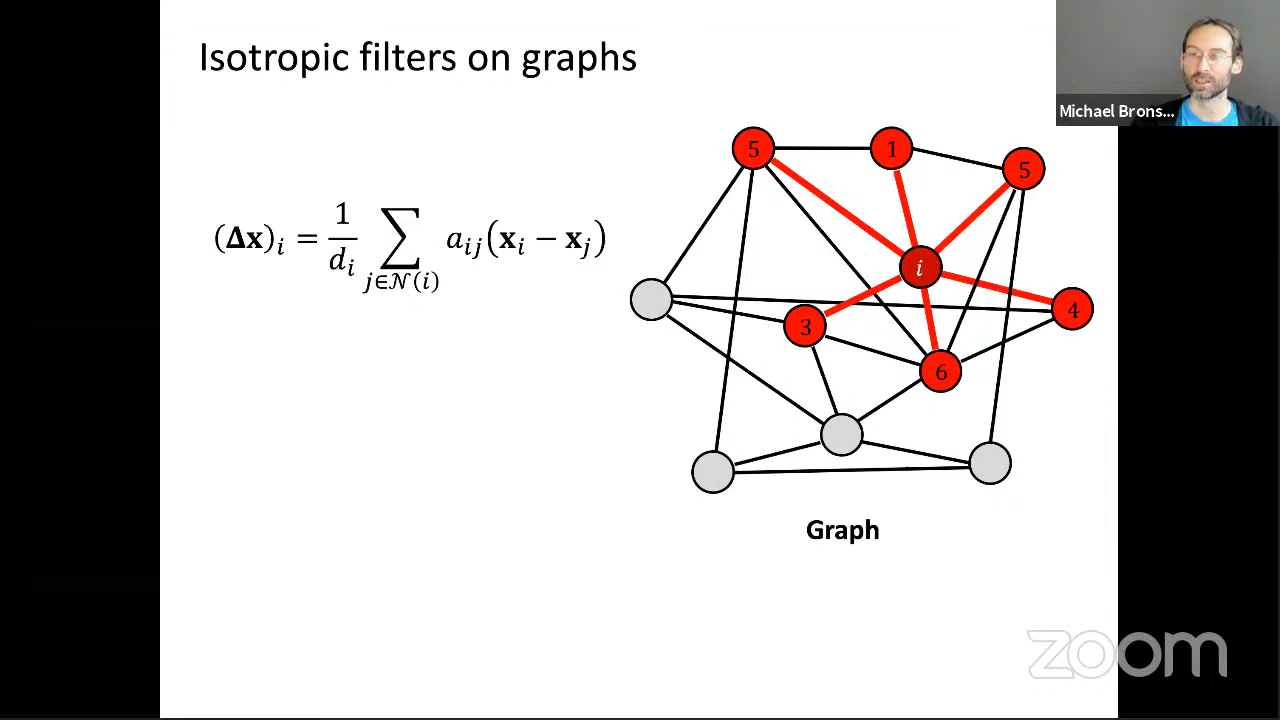 Isotropic filters on graphs
Michael Brons...
5 1 5
(Δx)ᵢ = 1/dᵢ ∑ aᵢⱼ(xᵢ − xⱼ)
j∈𝒩(i)
i
3 4
6
Graph
zoom